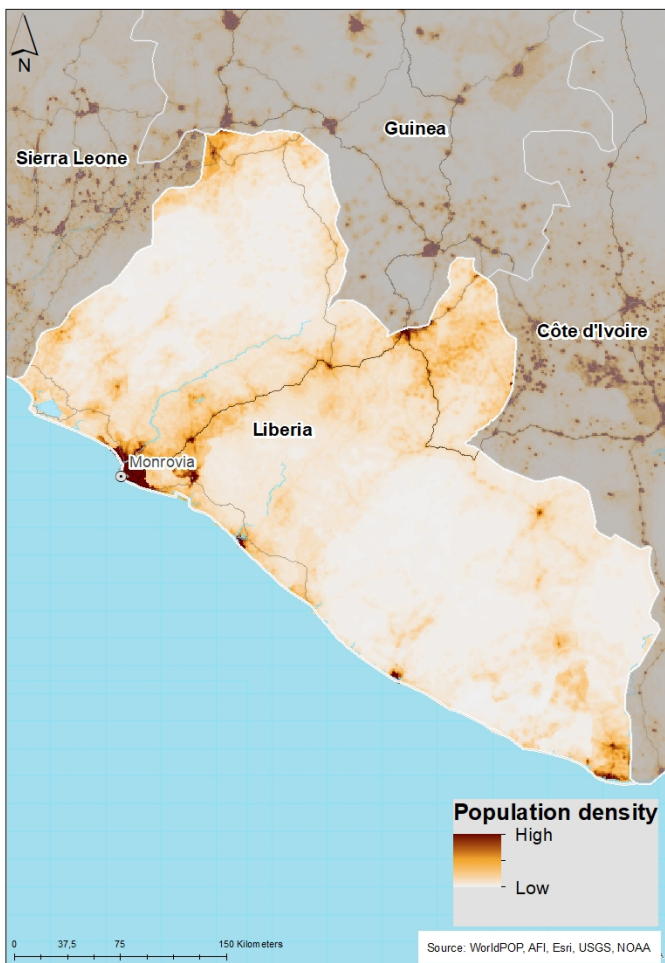 N
Guinea
Sierra Leone
Côte d'Ivoire
Liberia
Monrovia
Population density
High
Low
0 37,5 75 150 Kilometers
Source: WorldPOP, AFI, Esri, USGS, NOAA